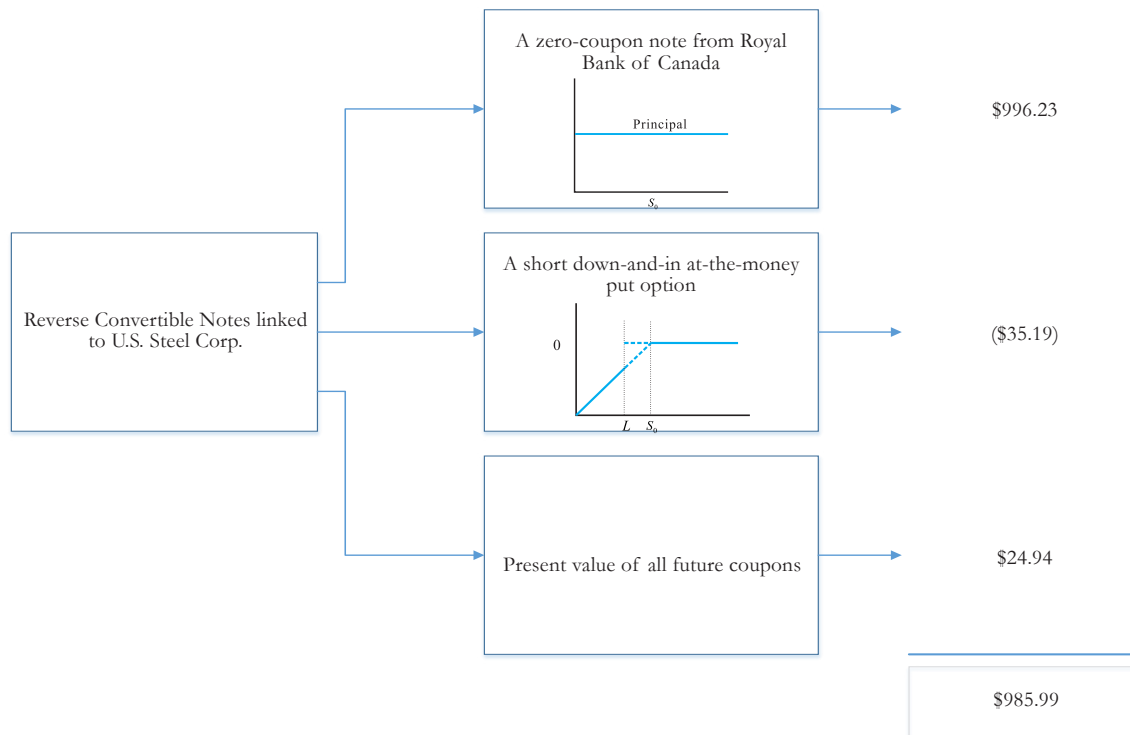 A zero-coupon note from Royal
Bank of Canada
Principal
S₀
$996.23
Reverse Convertible Notes linked
to U.S. Steel Corp.
A short down-and-in at-the-money
put option
0
L S₀
($35.19)
Present value of all future coupons
$24.94
$985.99